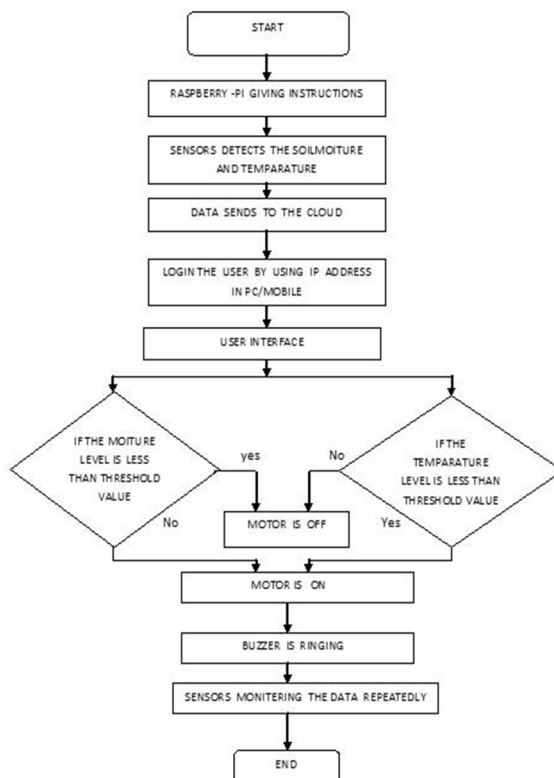 START
RASPBERRY -PI GIVING INSTRUCTIONS
SENSORS DETECTS THE SOILMOITURE
AND TEMPARATURE
DATA SENDS TO THE CLOUD
LOGIN THE USER BY USING IP ADDRESS
IN PC/MOBILE
USER INTERFACE
IF THE MOITURE
LEVEL IS LESS
THAN THRESHOLD
VALUE
yes
No
IF THE
TEMPARATURE
LEVEL IS LESS THAN
THRESHOLD VALUE
No
Yes
MOTOR IS OFF
MOTOR IS ON
BUZZER IS RINGING
SENSORS MONITERING THE DATA REPEATEDLY
END